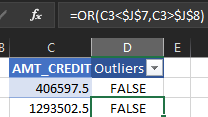 fx =OR(C3<$J$7,C3>$J$8)
C D E
AMT_CREDIT Outliers
406597.5 FALSE
1293502.5 FALSE